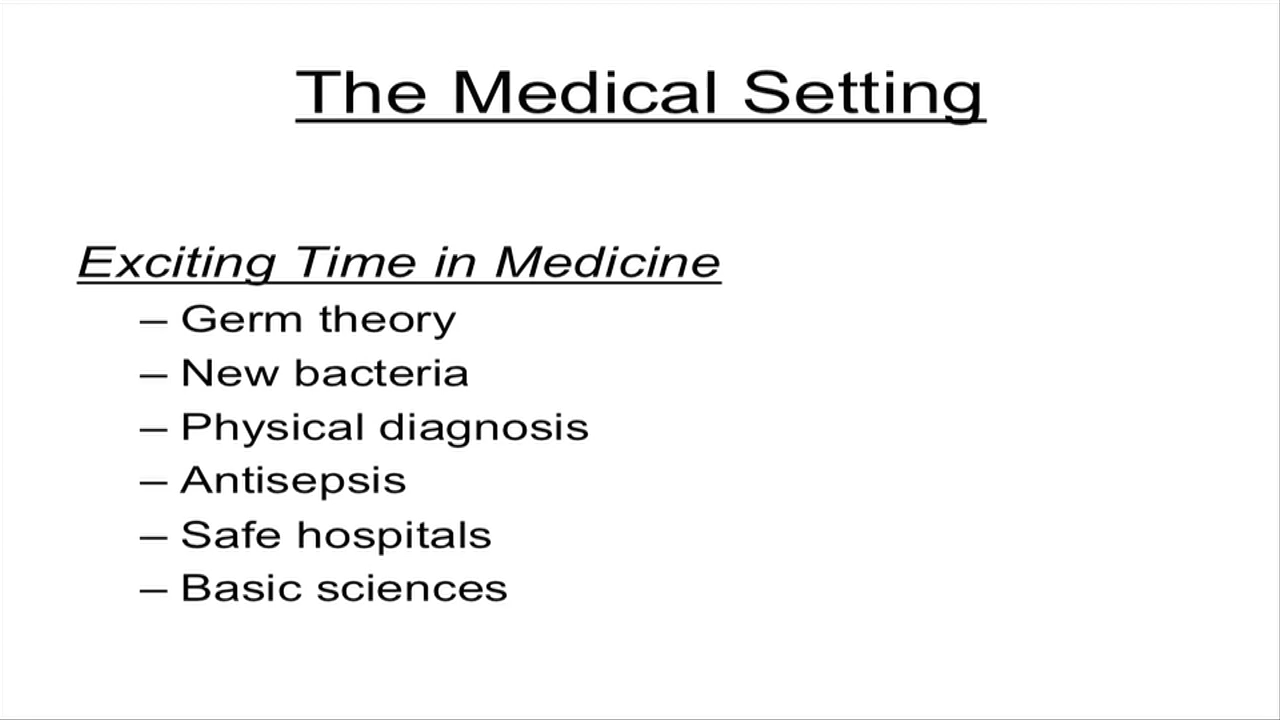 The Medical Setting
Exciting Time in Medicine
– Germ theory
– New bacteria
– Physical diagnosis
– Antisepsis
– Safe hospitals
– Basic sciences